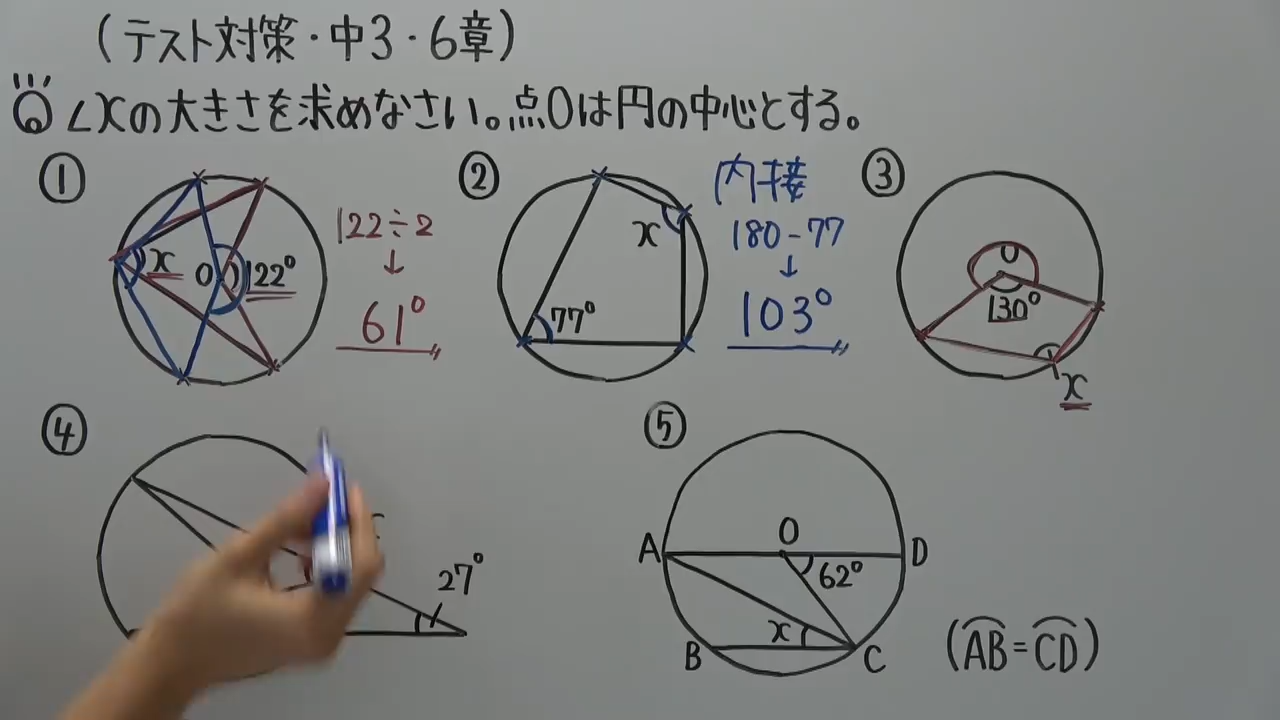 (テスト対策・中3・6章)
Q ∠xの大きさを求めなさい。点Oは円の中心とする。
①
x
O
122°
122÷2
↓
61°
②
x
77°
内接
180-77
↓
103°
③
O
130°
x
④
27°
⑤
A
O
D
62°
x
B
C
(AB=CD)